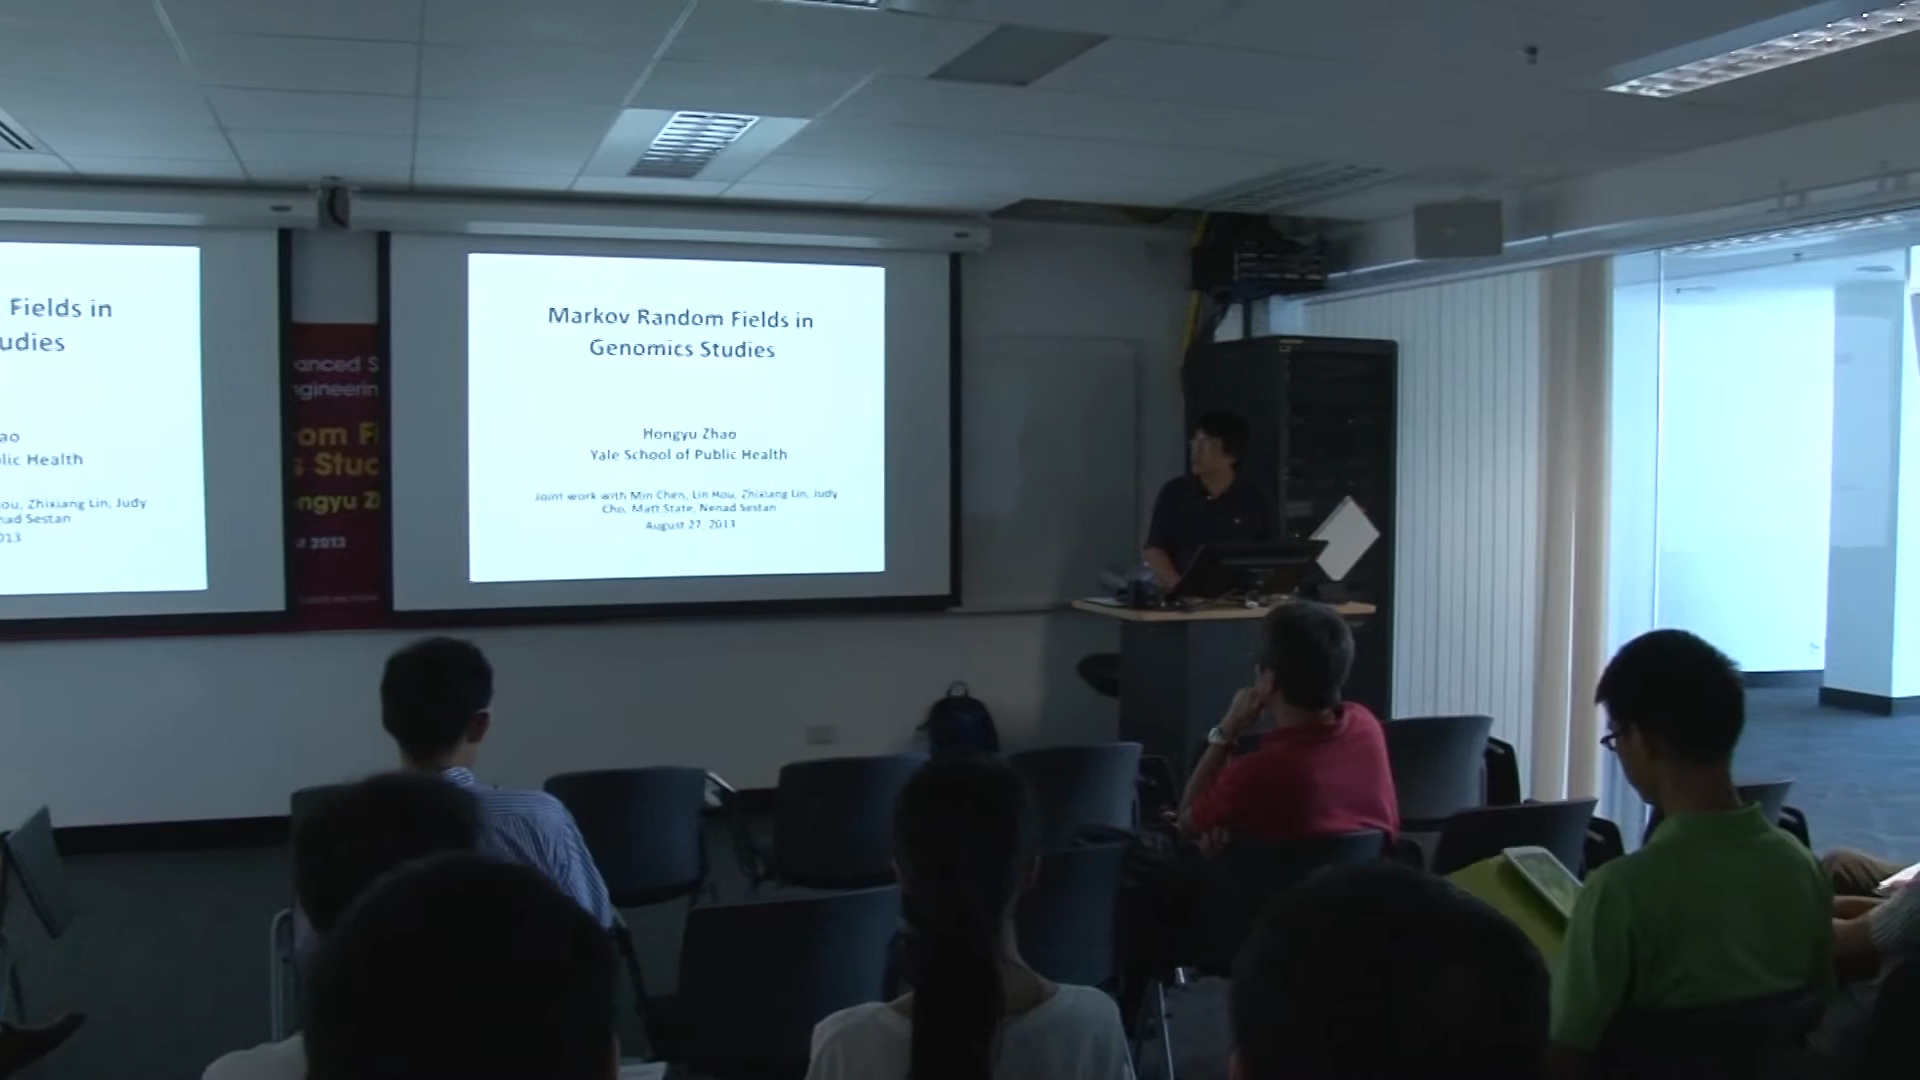 Fields in
udies
ao
lic Health
ou, Zhixiang Lin, Judy
nad Sestan
013
anced S
ngineerin
om F
s Stud
ngyu Z
2013
Markov Random Fields in
Genomics Studies
Hongyu Zhao
Yale School of Public Health
Joint work with Min Chen, Lin Hou, Zhixiang Lin, Judy
Cho, Matt State, Nenad Sestan
August 27, 2013